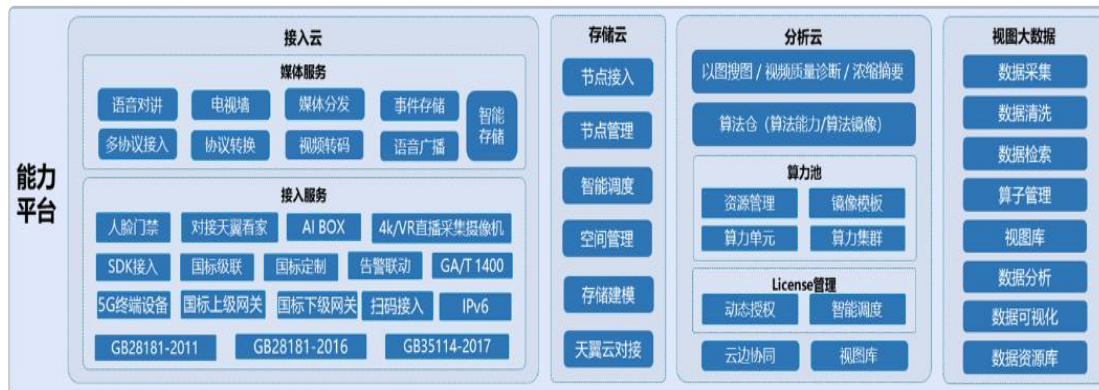 能力
平台
接入云
媒体服务
语音对讲
电视墙
媒体分发
事件存储
智能
存储
多协议接入
协议转换
视频转码
语音广播
接入服务
人脸门禁
对接天翼看家
AI BOX
4k/VR直播采集摄像机
SDK接入
国标级联
国标定制
告警联动
GA/T 1400
5G终端设备
国标上级网关
国标下级网关
扫码接入
IPv6
GB28181-2011
GB28181-2016
GB35114-2017
存储云
节点接入
节点管理
智能调度
空间管理
存储建模
天翼云对接
分析云
以图搜图 / 视频质量诊断 / 浓缩摘要
算法仓（算法能力/算法镜像）
算力池
资源管理
镜像模板
算力单元
算力集群
License管理
动态授权
智能调度
云边协同
视图库
视图大数据
数据采集
数据清洗
数据检索
算子管理
视图库
数据分析
数据可视化
数据资源库